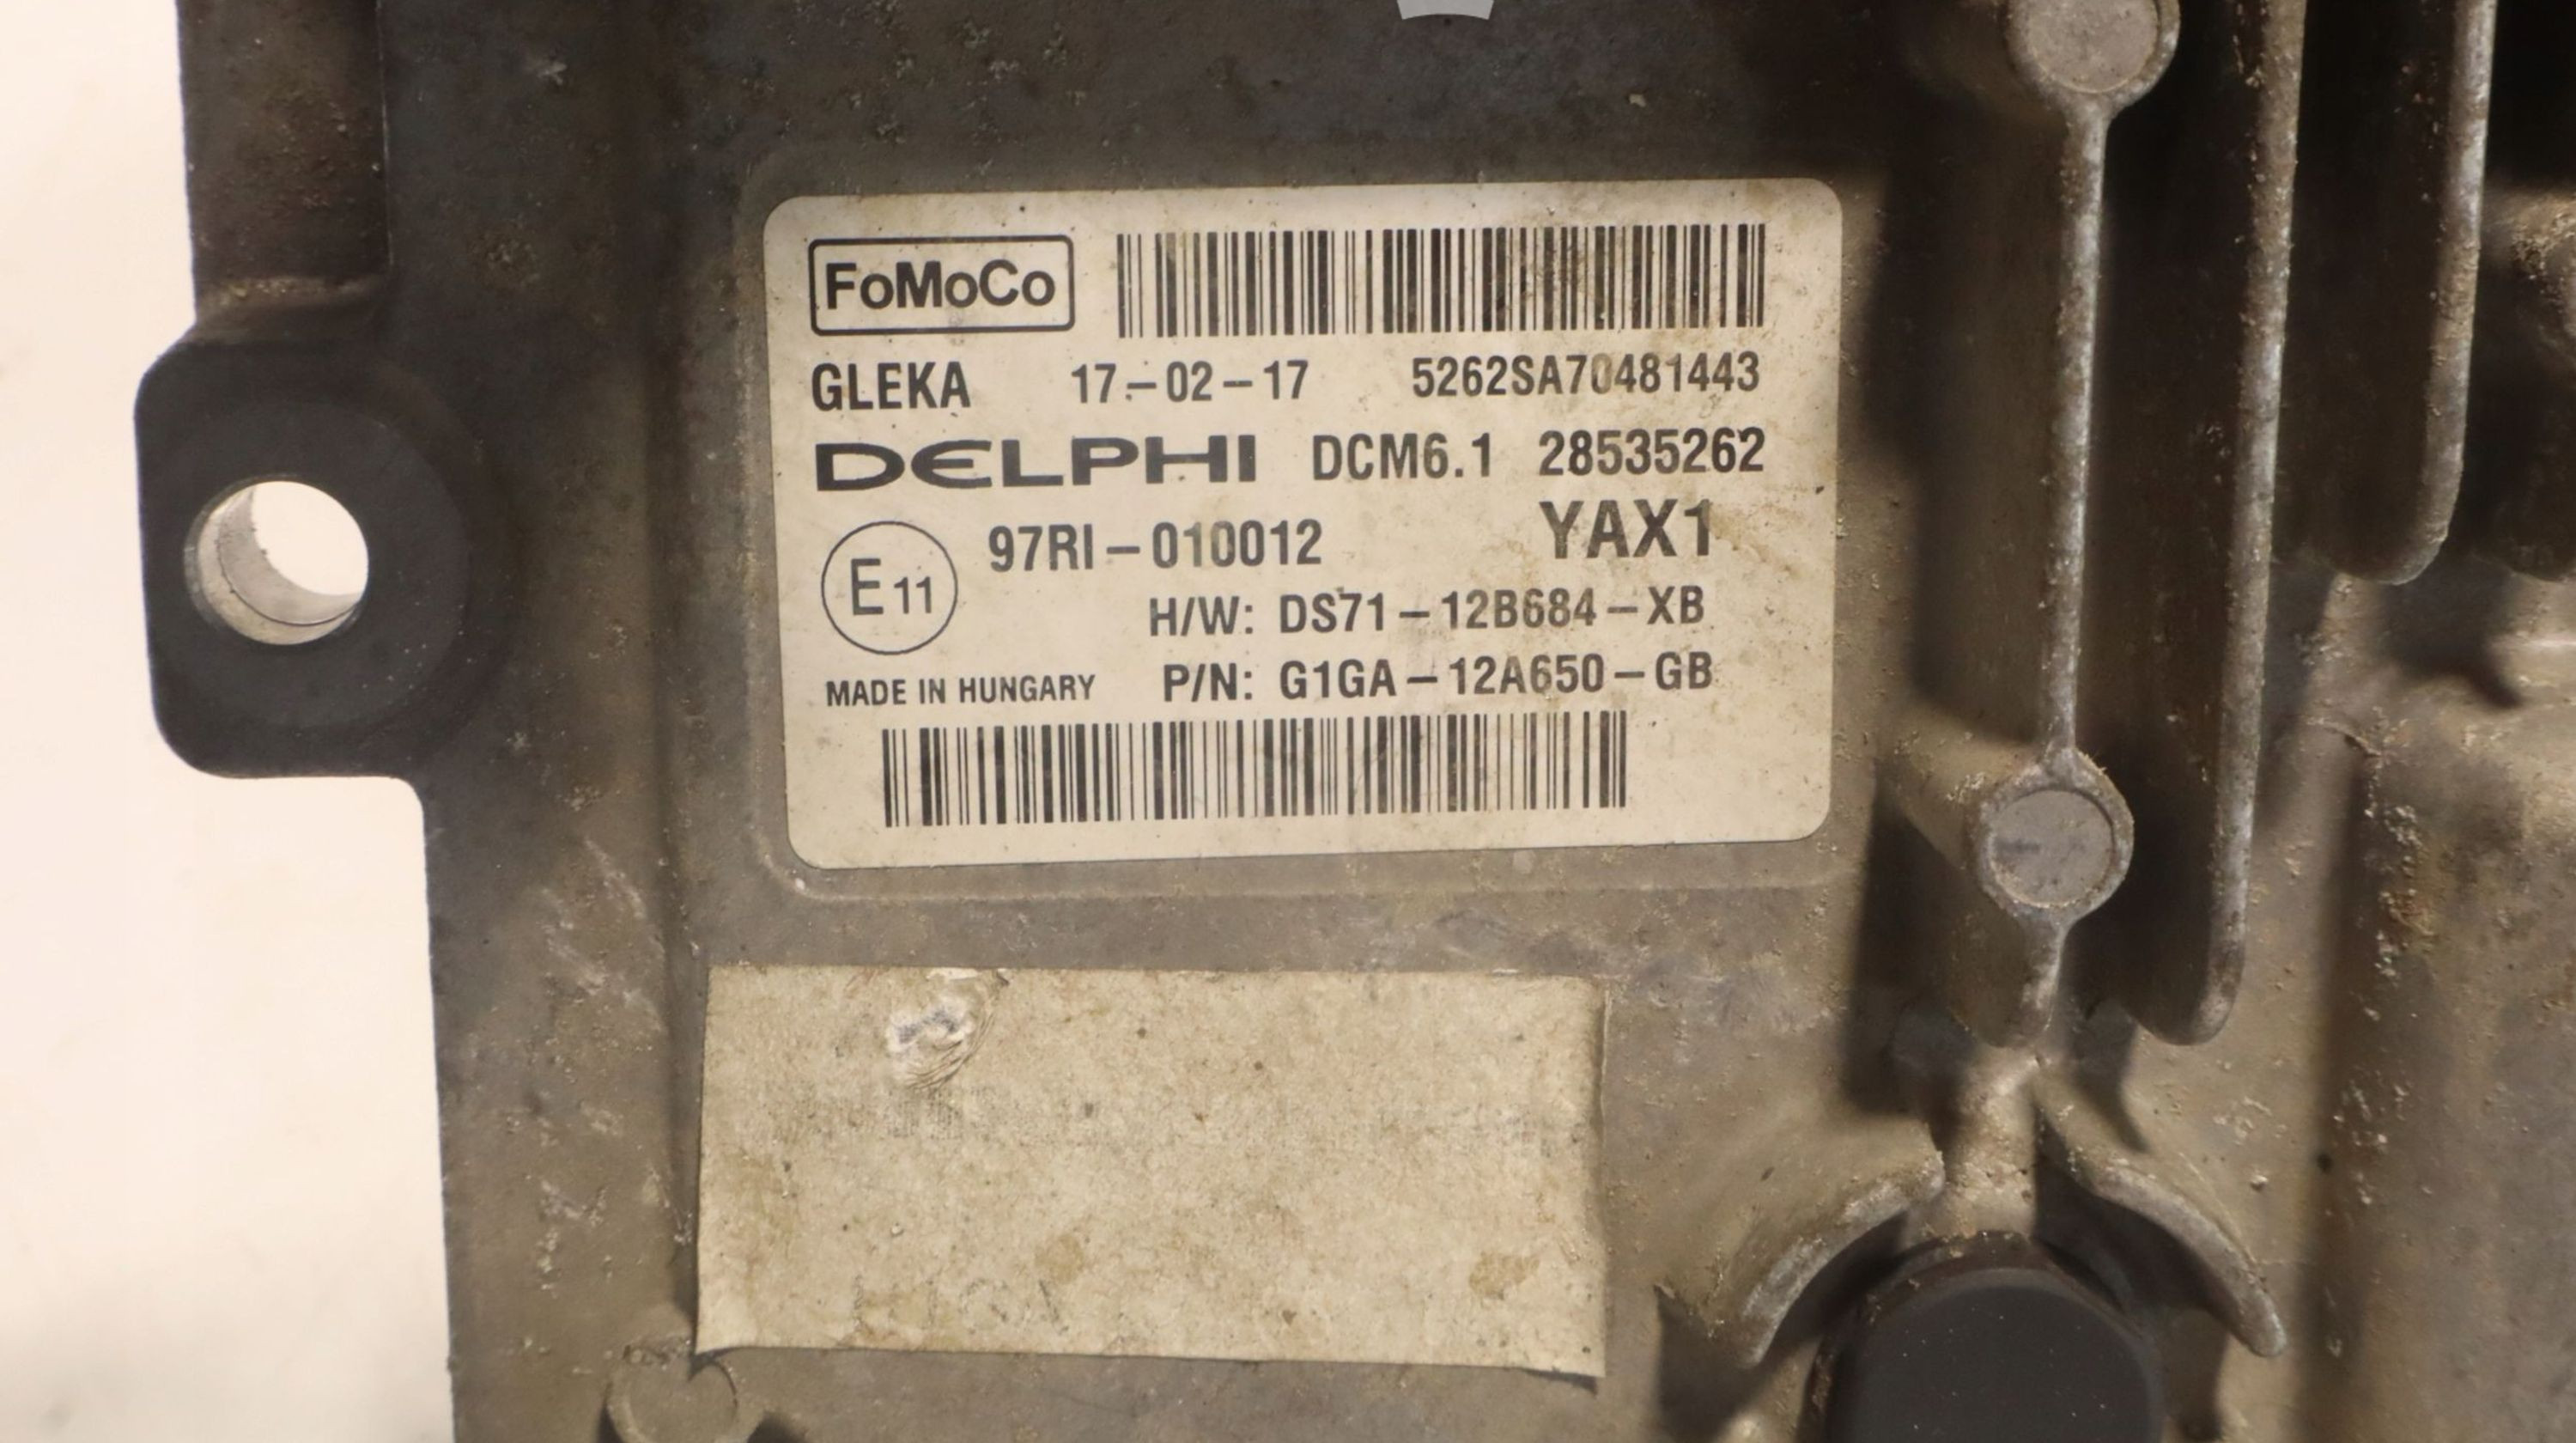 FoMoCo
GLEKA 17-02-17 5262SA70481443
DELPHI DCM6.1 28535262
E11 97RI-010012 YAX1
H/W: DS71-12B684-XB
MADE IN HUNGARY P/N: G1GA-12A650-GB